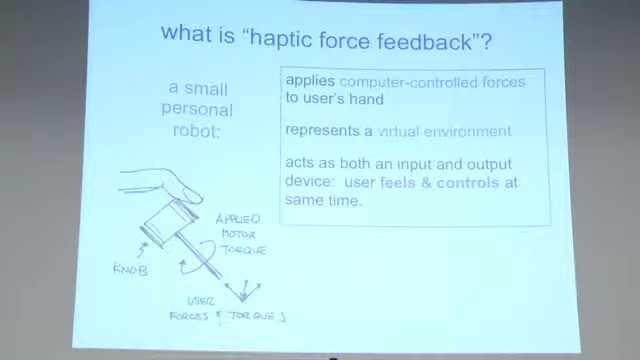 what is "haptic force feedback"?
a small
personal
robot:
applies computer-controlled forces
to user's hand
represents a virtual environment
acts as both an input and output
device: user feels & controls at
same time.
APPLIED
MOTOR
TORQUE
KNOB
USER
FORCES & TORQUES